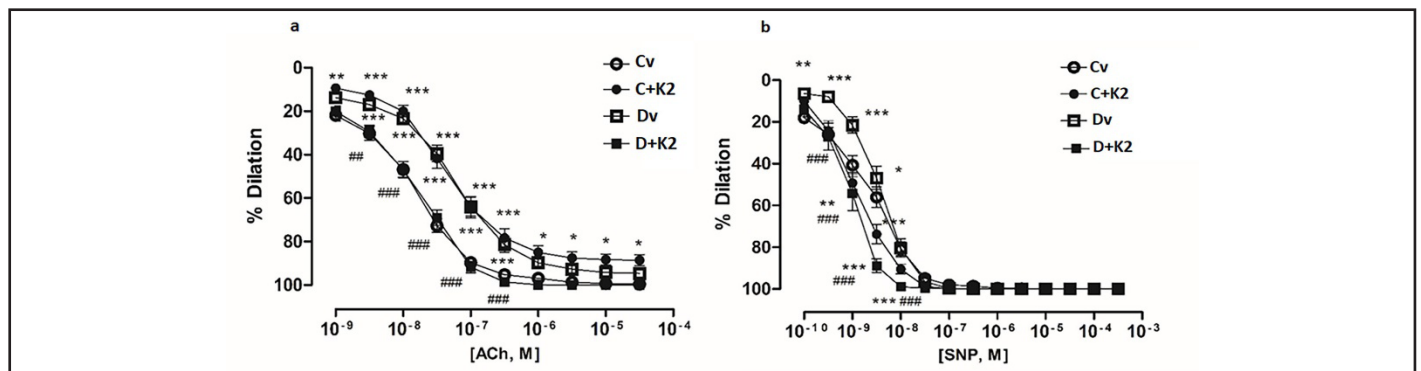 a
% Dilation
0
20
40
60
80
100
** *** ***
*** *** ***
*** ***
*** ***
*** * * * *
##
###
###
###
###
10-9 10-8 10-7 10-6 10-5 10-4
[ACh, M]
Cv
C+K2
Dv
D+K2
b
% Dilation
0
20
40
60
80
100
** ***
***
*
###
**
###
***
***
###
*** ###
10-10 10-9 10-8 10-7 10-6 10-5 10-4 10-3
[SNP, M]
Cv
C+K2
Dv
D+K2